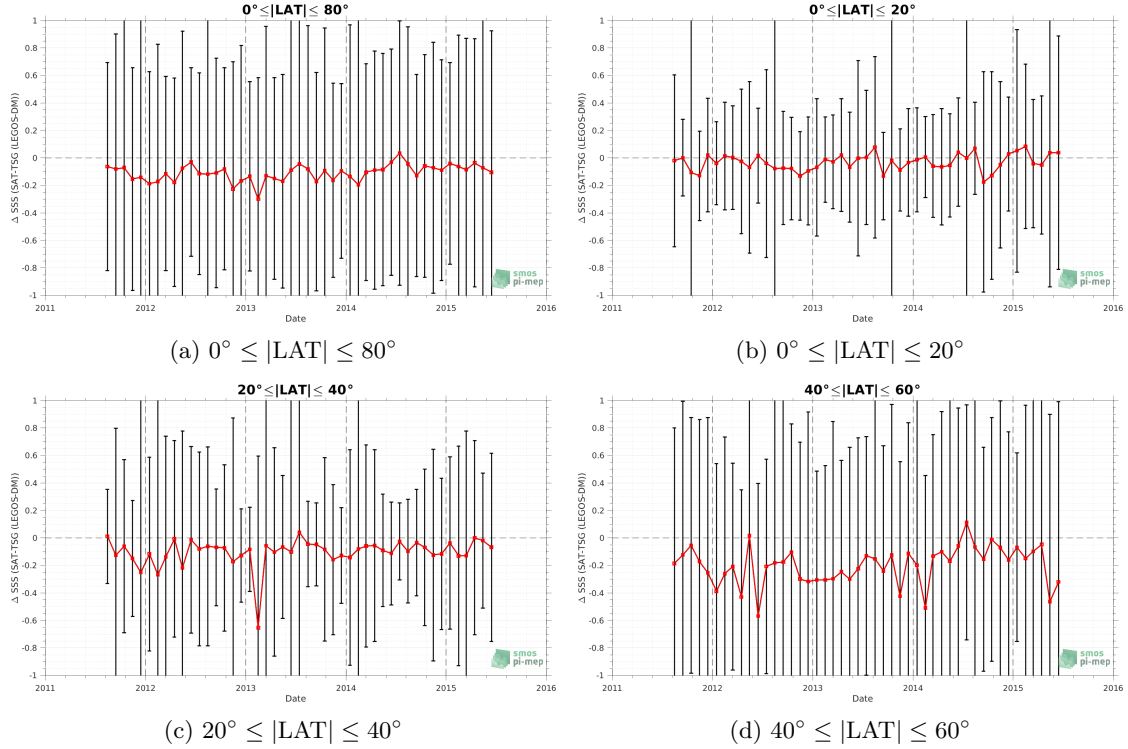 0°≤|LAT|≤ 80°
Δ SSS (SAT-TSG (LEGOS-DM))
1
0.8
0.6
0.4
0.2
0
-0.2
-0.4
-0.6
-0.8
-1
2011
2012
2013
2014
2015
2016
Date
smos
pi-mep
(a) 0° ≤ |LAT| ≤ 80°
0°≤|LAT|≤ 20°
Δ SSS (SAT-TSG (LEGOS-DM))
1
0.8
0.6
0.4
0.2
0
-0.2
-0.4
-0.6
-0.8
-1
2011
2012
2013
2014
2015
2016
Date
smos
pi-mep
(b) 0° ≤ |LAT| ≤ 20°
20°≤|LAT|≤ 40°
Δ SSS (SAT-TSG (LEGOS-DM))
1
0.8
0.6
0.4
0.2
0
-0.2
-0.4
-0.6
-0.8
-1
2011
2012
2013
2014
2015
2016
Date
smos
pi-mep
(c) 20° ≤ |LAT| ≤ 40°
40°≤|LAT|≤ 60°
Δ SSS (SAT-TSG (LEGOS-DM))
1
0.8
0.6
0.4
0.2
0
-0.2
-0.4
-0.6
-0.8
-1
2011
2012
2013
2014
2015
2016
Date
smos
pi-mep
(d) 40° ≤ |LAT| ≤ 60°